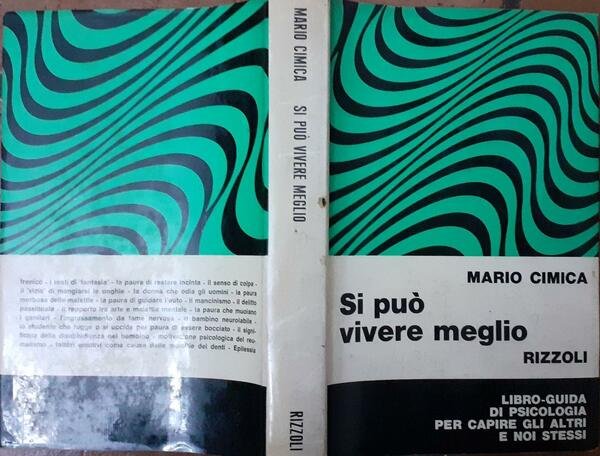 frenico - i testi di 'fantasia' - la paura di restare incinta - il senso di colpa -
il 'vizio' di mangiarsi le unghie - la donna che odia gli uomini - la paura
morbosa delle malattie - la paura di guidare l'auto - il mancinismo - il delitto
passionale - il rapporto tra arte e malattia mentale - la paura che muoiano
i genitori - l'ingrassamento da fame nervosa - il bambino neurolabile -
lo studente che fugge o si uccide per paura di essere bocciato - il signi-
ficato della disubbidienza nel bambino - motivazione psicologica del reu-
matismo - fattori emotivi come causa delle malattie dei denti - Epilessia
MARIO CIMICA SI PUÒ VIVERE MEGLIO
RIZZOLI
MARIO CIMICA
Si può
vivere meglio
RIZZOLI
LIBRO-GUIDA
DI PSICOLOGIA
PER CAPIRE GLI ALTRI
E NOI STESSI